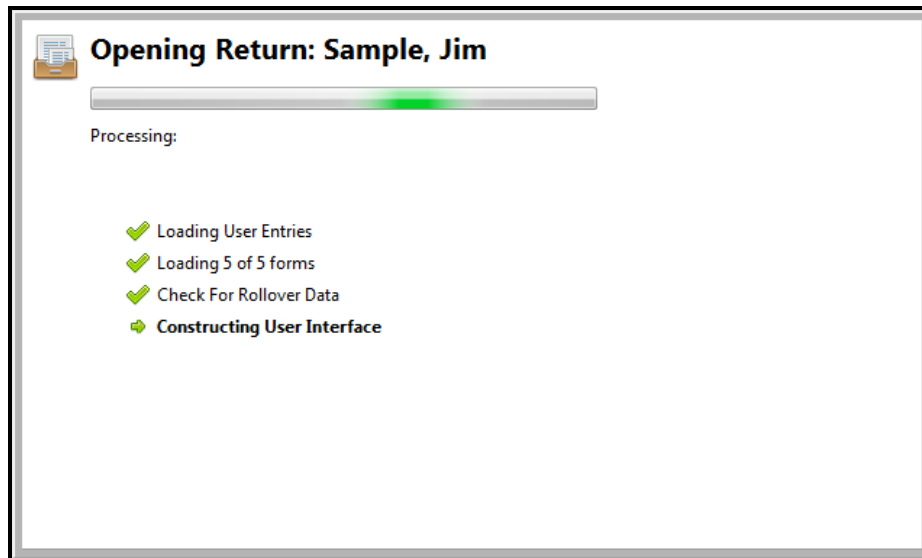 Opening Return: Sample, Jim
Processing:
Loading User Entries
Loading 5 of 5 forms
Check For Rollover Data
Constructing User Interface